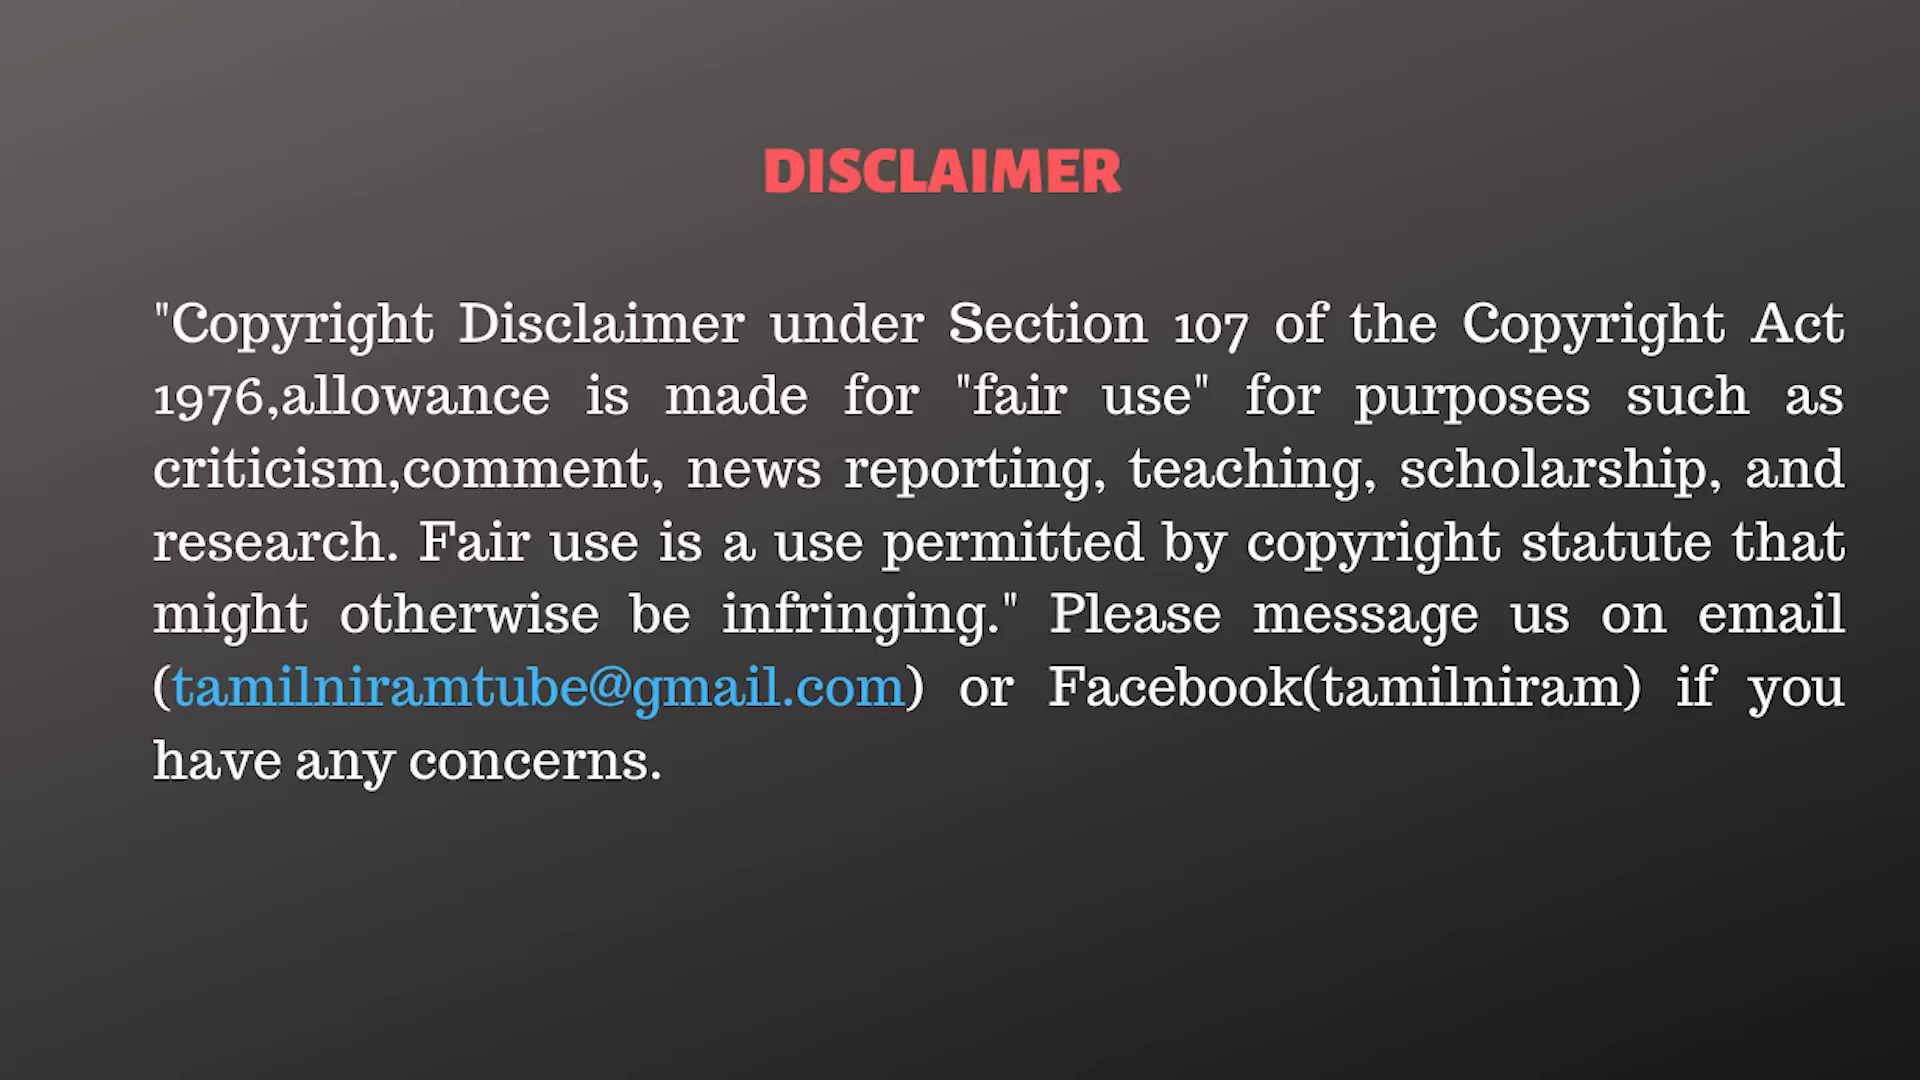 DISCLAIMER
"Copyright Disclaimer under Section 107 of the Copyright Act
1976,allowance is made for "fair use" for purposes such as
criticism,comment, news reporting, teaching, scholarship, and
research. Fair use is a use permitted by copyright statute that
might otherwise be infringing." Please message us on email
(tamilniramtube@gmail.com) or Facebook(tamilniram) if you
have any concerns.